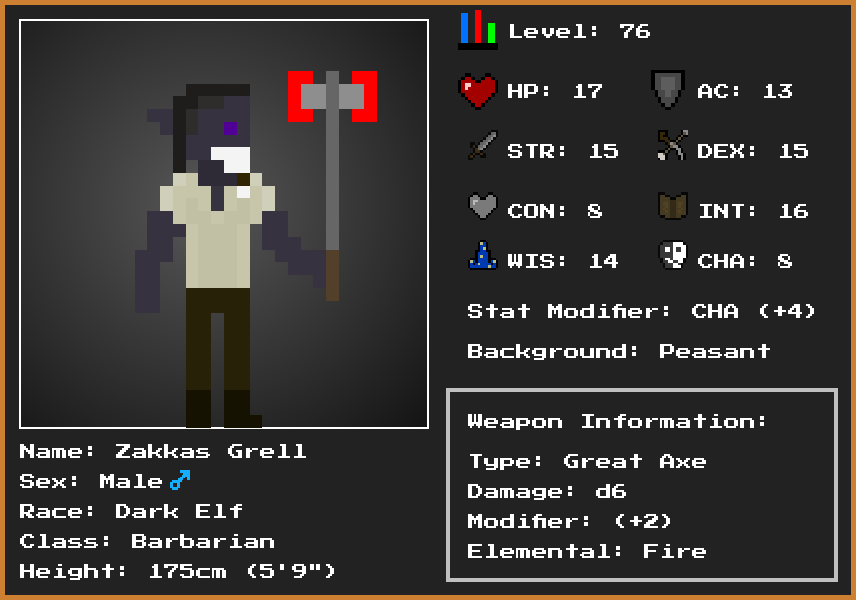 Level: 76
HP: 17 AC: 13
STR: 15 DEX: 15
CON: 8 INT: 16
WIS: 14 CHA: 8
Stat Modifier: CHA (+4)
Background: Peasant
Weapon Information:
Type: Great Axe
Damage: d6
Modifier: (+2)
Elemental: Fire
Name: Zakkas Grell
Sex: Male♂
Race: Dark Elf
Class: Barbarian
Height: 175cm (5'9")